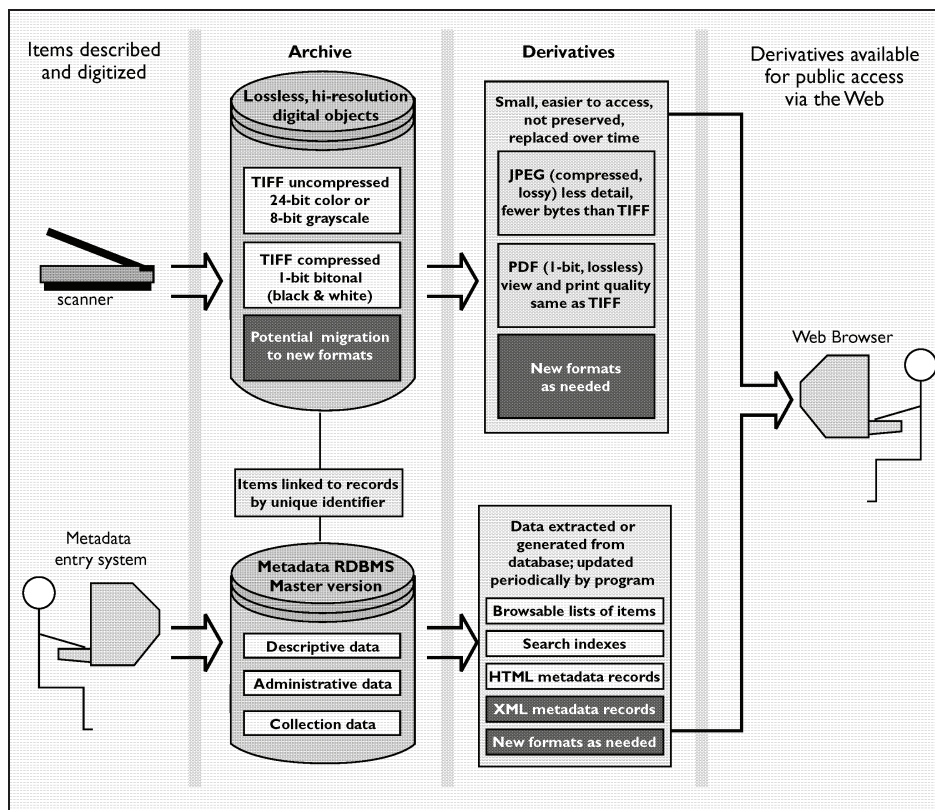 Items described
and digitized
Archive
Derivatives
Derivatives available
for public access
via the Web
Lossless, hi-resolution
digital objects
TIFF uncompressed
24-bit color or
8-bit grayscale
TIFF compressed
1-bit bitonal
(black & white)
Potential migration
to new formats
scanner
Small, easier to access,
not preserved,
replaced over time
JPEG (compressed,
lossy) less detail,
fewer bytes than TIFF
PDF (1-bit, lossless)
view and print quality
same as TIFF
New formats
as needed
Web Browser
Items linked to records
by unique identifier
Metadata
entry system
Metadata RDBMS
Master version
Descriptive data
Administrative data
Collection data
Data extracted or
generated from
database; updated
periodically by program
Browsable lists of items
Search indexes
HTML metadata records
XML metadata records
New formats as needed